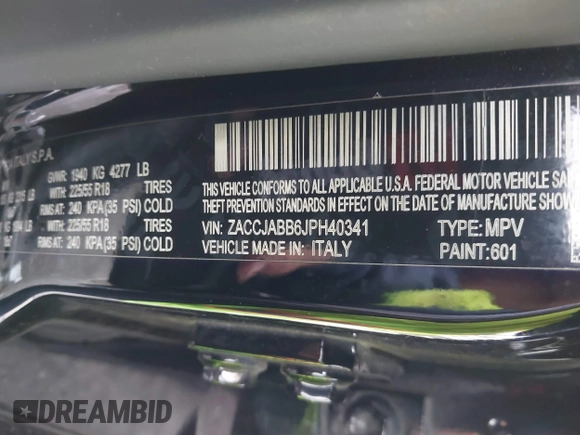 ITALY S.P.A.
GVWR: 1940 KG 4277 LB
LB WITH: 225/55 R18 TIRES
RIMS AT: 240 KPA (35 PSI) COLD
LB WITH: 225/55 R18 TIRES
RIMS AT: 240 KPA (35 PSI) COLD
THIS VEHICLE CONFORMS TO ALL APPLICABLE U.S.A. FEDERAL MOTOR VEHICLE
THEFT PREVENTION STANDARDS IN EFFECT ON THE DATE OF MANUFACTURE
VIN: ZACCJABB6JPH40341 TYPE: MPV
VEHICLE MADE IN: ITALY PAINT: 601
DREAMBID